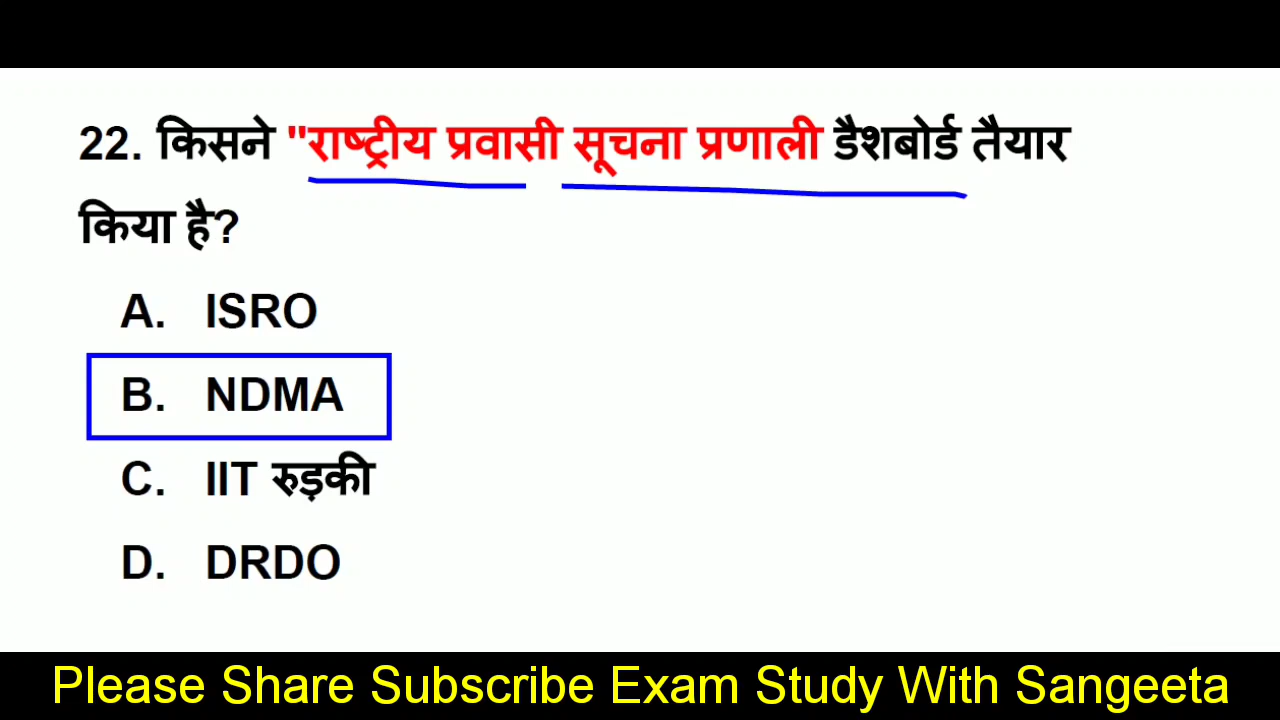 22. किसने "राष्ट्रीय प्रवासी सूचना प्रणाली डैशबोर्ड तैयार
किया है?
A. ISRO
B. NDMA
C. IIT रुड़की
D. DRDO
Please Share Subscribe Exam Study With Sangeeta